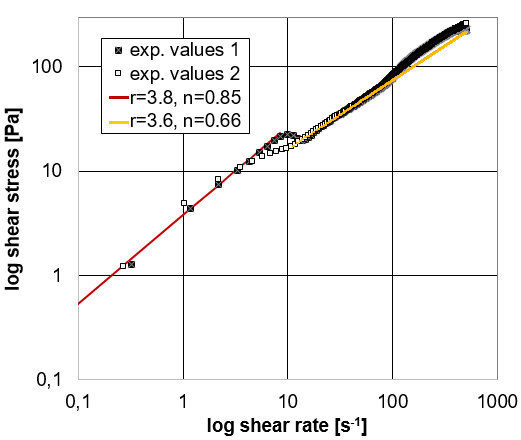 exp. values 1
exp. values 2
r=3.8, n=0.85
r=3.6, n=0.66
log shear stress [Pa]
100
10
1
0,1
0,1 1 10 100 1000
log shear rate [s-1]